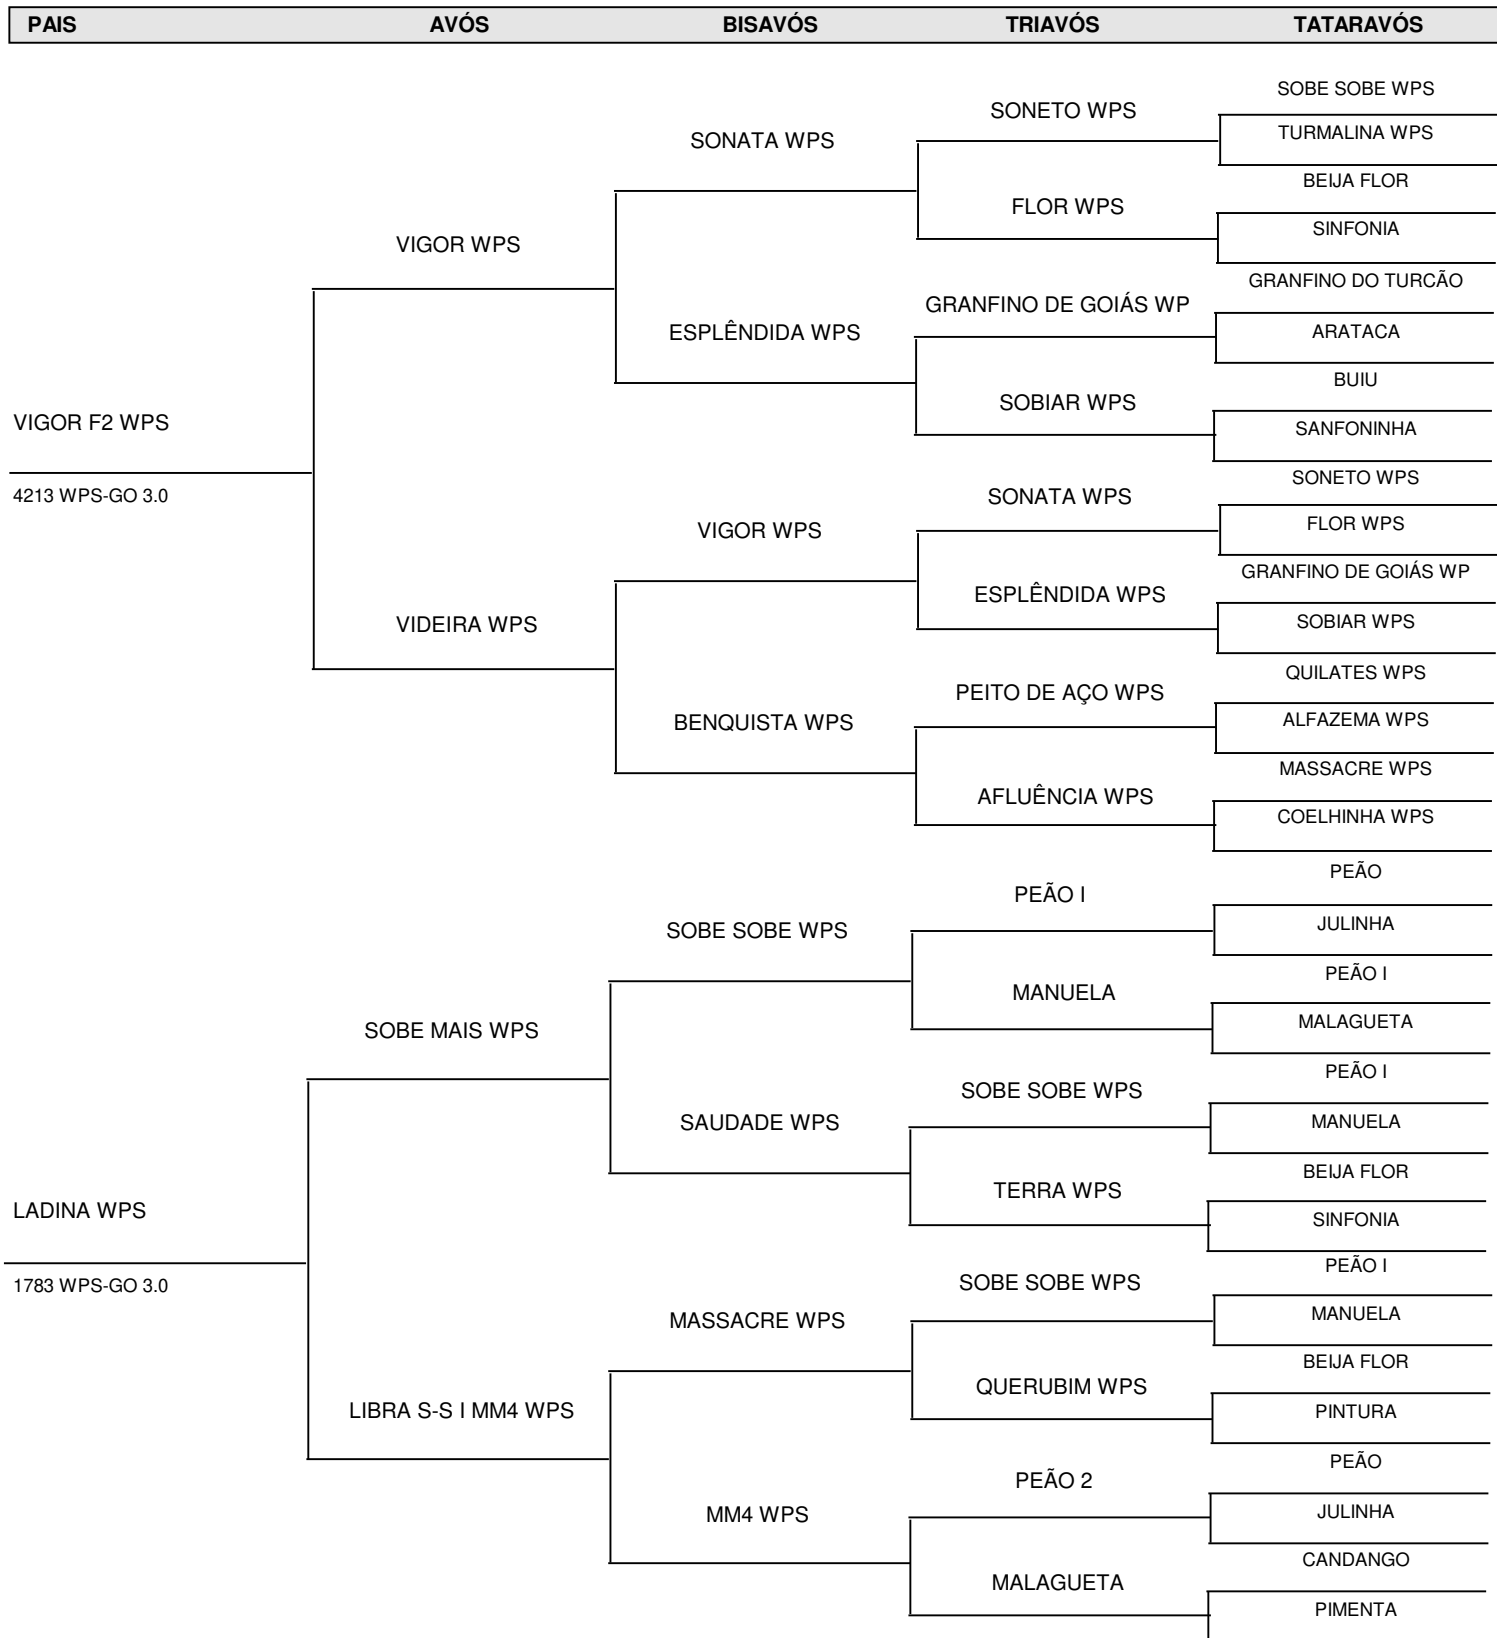 PAIS AVÓS BISAVÓS TRIAVÓS TATARAVÓS
SOBE SOBE WPS
SONETO WPS
TURMALINA WPS
SONATA WPS
BEIJA FLOR
FLOR WPS
SINFONIA
VIGOR WPS
GRANFINO DO TURCÃO
GRANFINO DE GOIÁS WP
ARATACA
ESPLÊNDIDA WPS
BUIU
SOBIAR WPS
SANFONINHA
VIGOR F2 WPS
4213 WPS-GO 3.0
SONETO WPS
SONATA WPS
FLOR WPS
VIGOR WPS
GRANFINO DE GOIÁS WP
ESPLÊNDIDA WPS
SOBIAR WPS
VIDEIRA WPS
QUILATES WPS
PEITO DE AÇO WPS
ALFAZEMA WPS
BENQUISTA WPS
MASSACRE WPS
AFLUÊNCIA WPS
COELHINHA WPS
PEÃO
PEÃO I
JULINHA
SOBE SOBE WPS
PEÃO I
MANUELA
MALAGUETA
SOBE MAIS WPS
PEÃO I
SOBE SOBE WPS
MANUELA
SAUDADE WPS
BEIJA FLOR
TERRA WPS
SINFONIA
LADINA WPS
1783 WPS-GO 3.0
PEÃO I
SOBE SOBE WPS
MANUELA
MASSACRE WPS
BEIJA FLOR
QUERUBIM WPS
PINTURA
LIBRA S-S I MM4 WPS
PEÃO
PEÃO 2
JULINHA
MM4 WPS
CANDANGO
MALAGUETA
PIMENTA